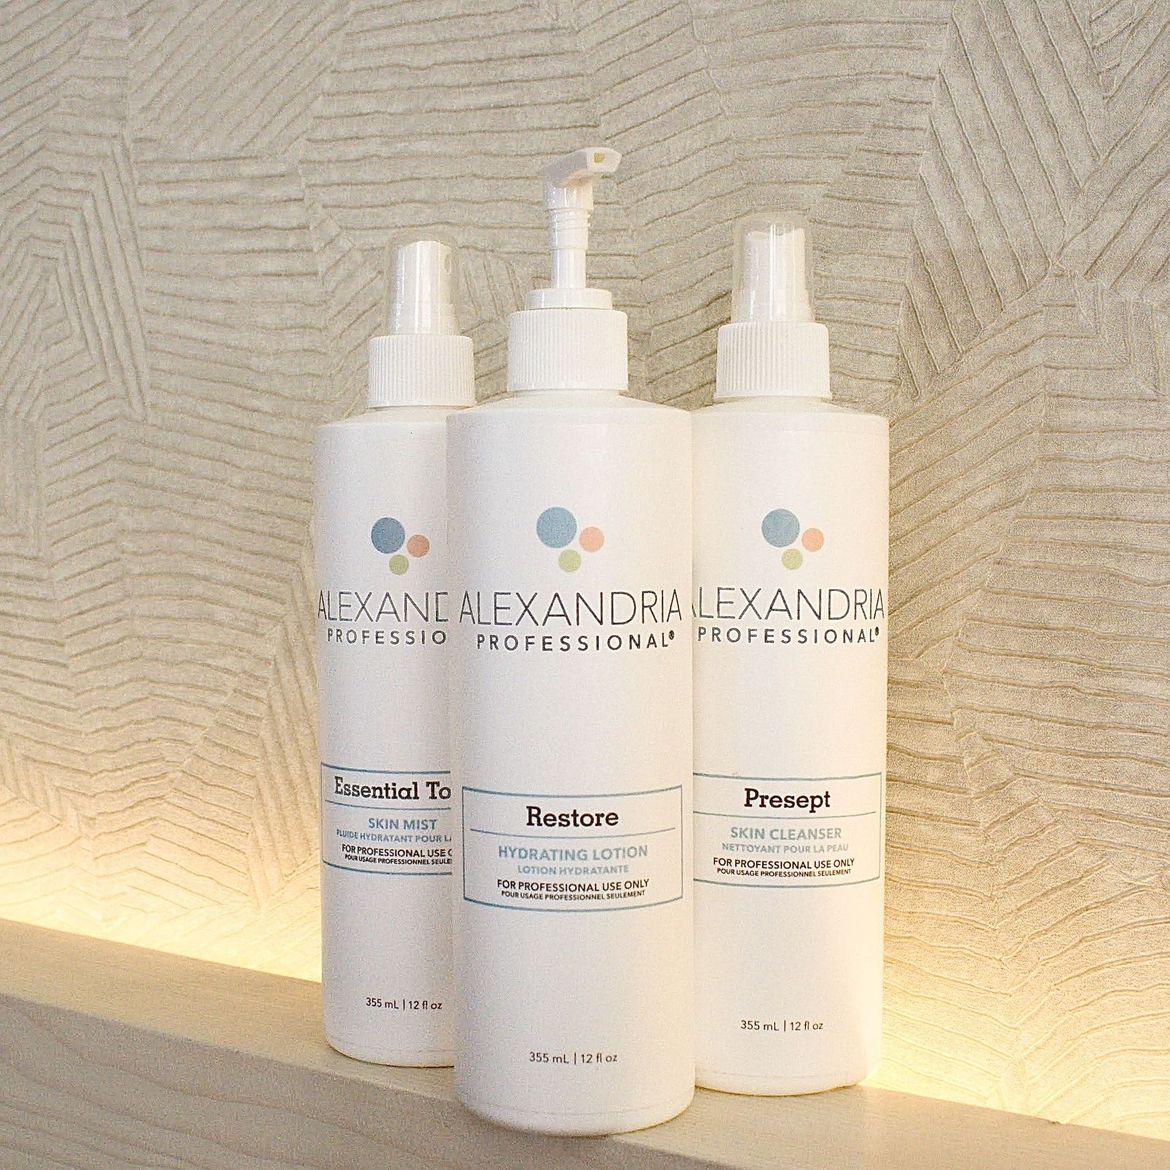 ALEXAND
PROFESSIO
Essential To
SKIN MIST
FLUIDE HYDRATANT POUR LA
FOR PROFESSIONAL USE
POUR USAGE PROFESSIONNEL
355 mL | 12 fl oz
ALEXANDRIA
PROFESSIONAL®
Restore
HYDRATING LOTION
LOTION HYDRATANTE
FOR PROFESSIONAL USE ONLY
POUR USAGE PROFESSIONNEL SEULEMENT
355 mL | 12 fl oz
LEXANDRIA
PROFESSIONAL®
Presept
SKIN CLEANSER
NETTOYANT POUR LA PEAU
FOR PROFESSIONAL USE ONLY
POUR USAGE PROFESSIONNEL SEULEMENT
355 mL | 12 fl oz